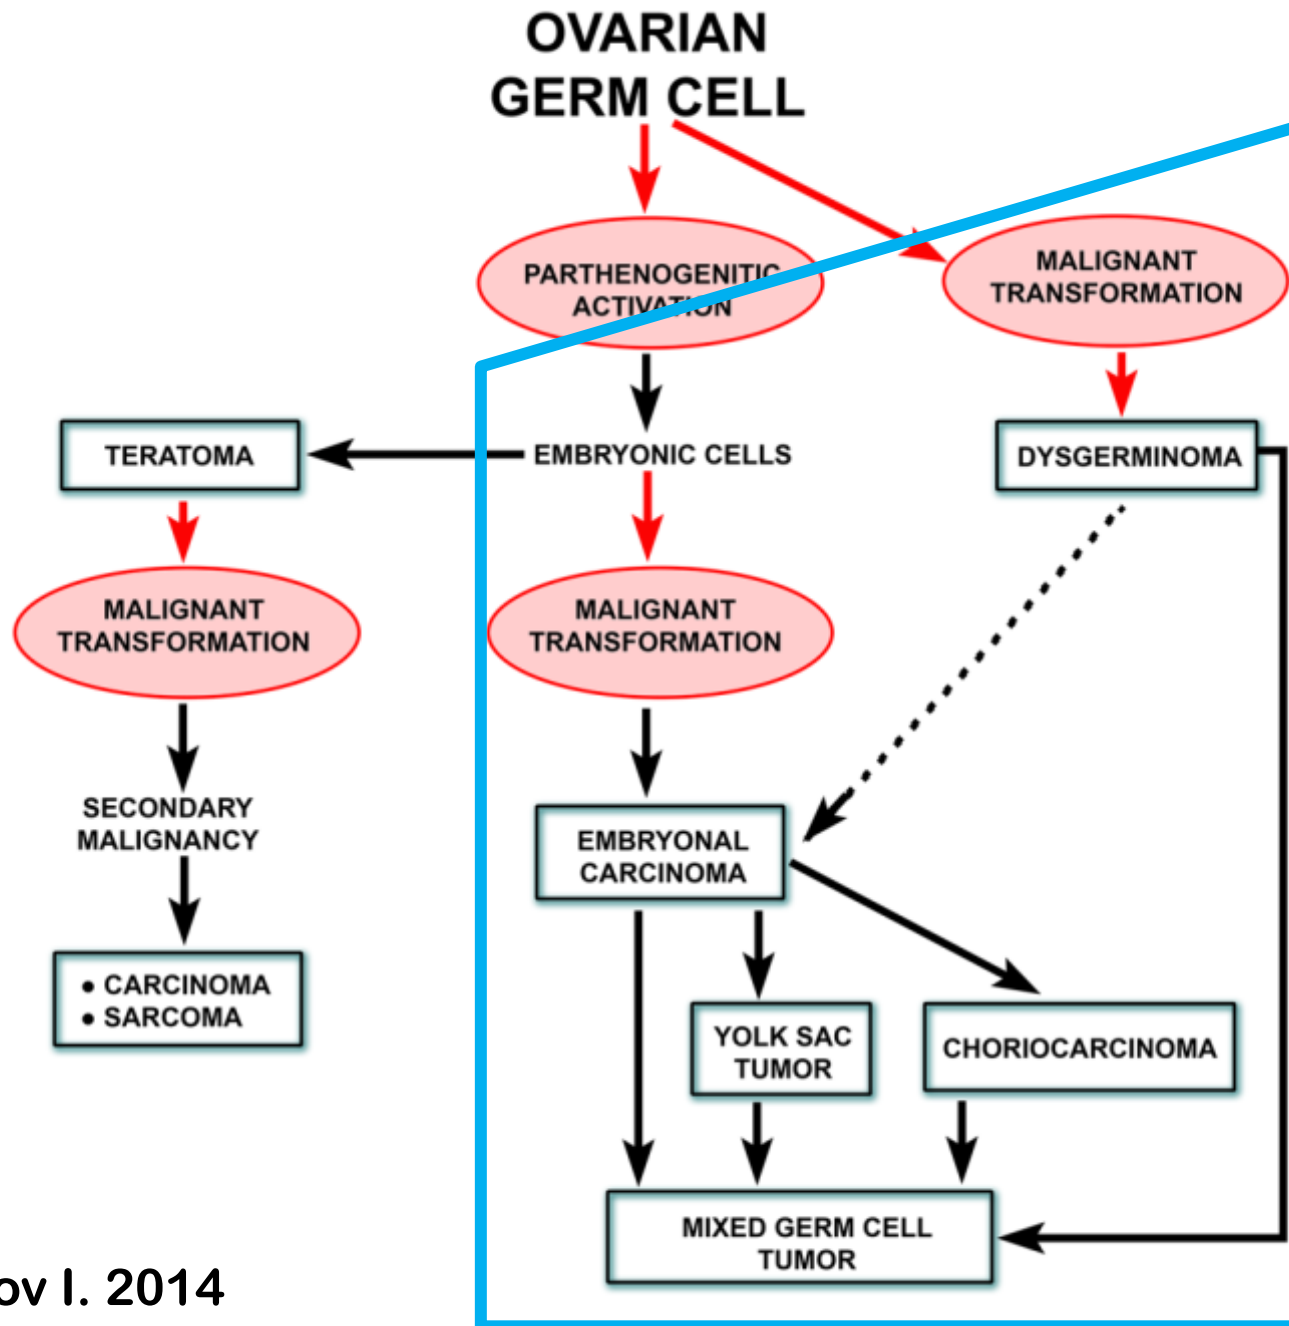 OVARIAN
GERM CELL
PARTHENOGENITIC
ACTIVATION
MALIGNANT
TRANSFORMATION
TERATOMA
EMBRYONIC CELLS
DYSGERMINOMA
MALIGNANT
TRANSFORMATION
MALIGNANT
TRANSFORMATION
SECONDARY
MALIGNANCY
EMBRYONAL
CARCINOMA
• CARCINOMA
• SARCOMA
YOLK SAC
TUMOR
CHORIOCARCINOMA
MIXED GERM CELL
TUMOR
ov I. 2014